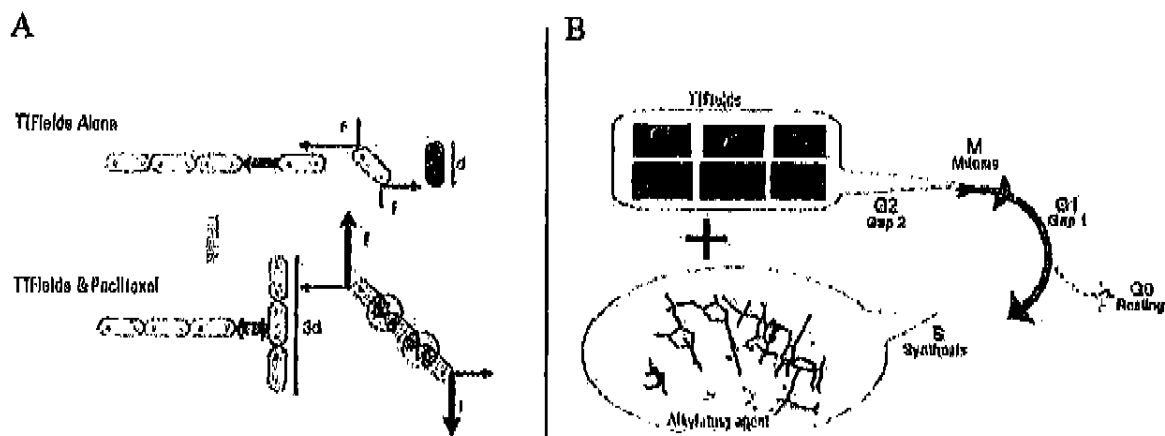 A
TTFields Alone
F
F
d
TTFields & Paclitaxel
f
3d
f
B
TTFields
M
Mitosis
G2
Gap 2
G1
Gap 1
G0
Resting
S
Synthesis
Alkylating agent